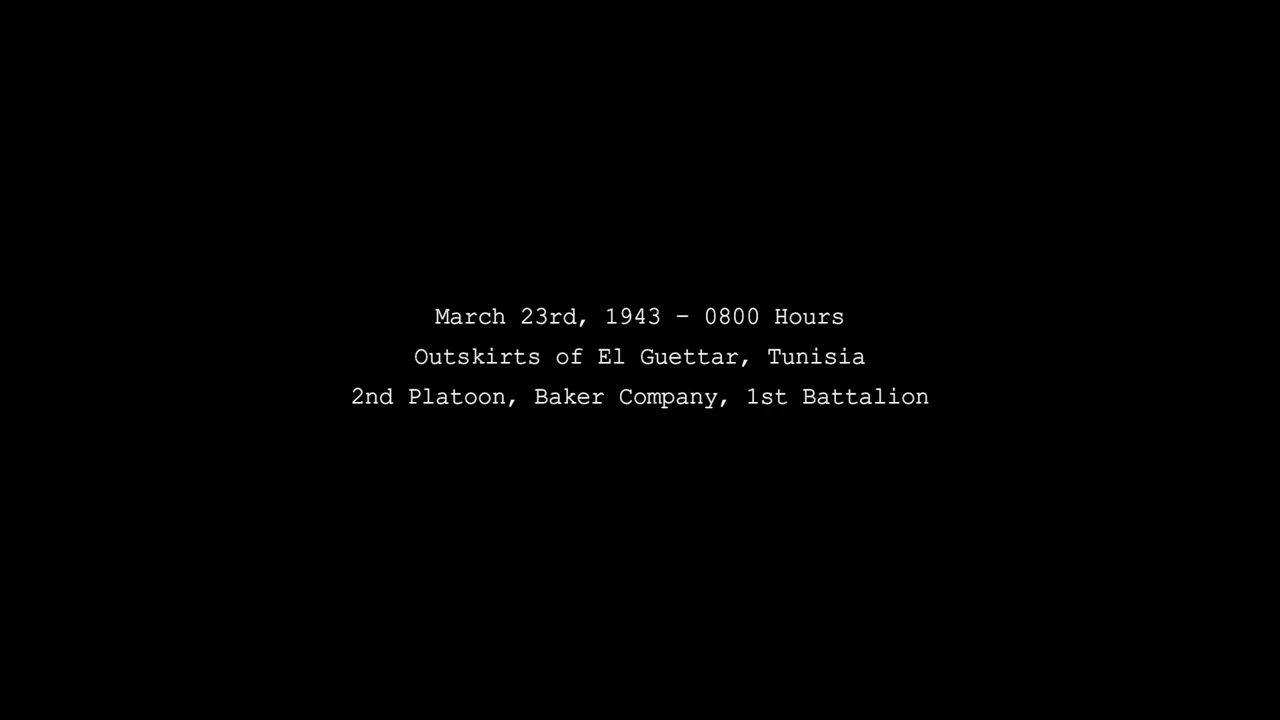 March 23rd, 1943 – 0800 Hours
Outskirts of El Guettar, Tunisia
2nd Platoon, Baker Company, 1st Battalion